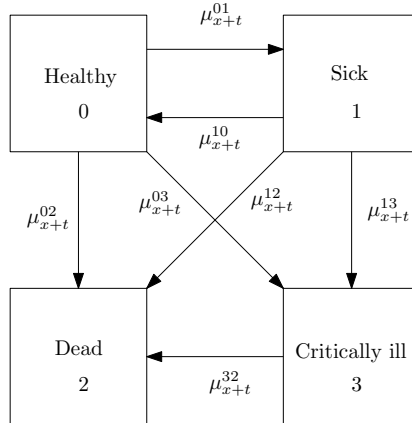 μ^{01}_{x+t}
Healthy
0
Sick
1
μ^{10}_{x+t}
μ^{02}_{x+t}
μ^{03}_{x+t}
μ^{12}_{x+t}
μ^{13}_{x+t}
Dead
2
Critically ill
3
μ^{32}_{x+t}